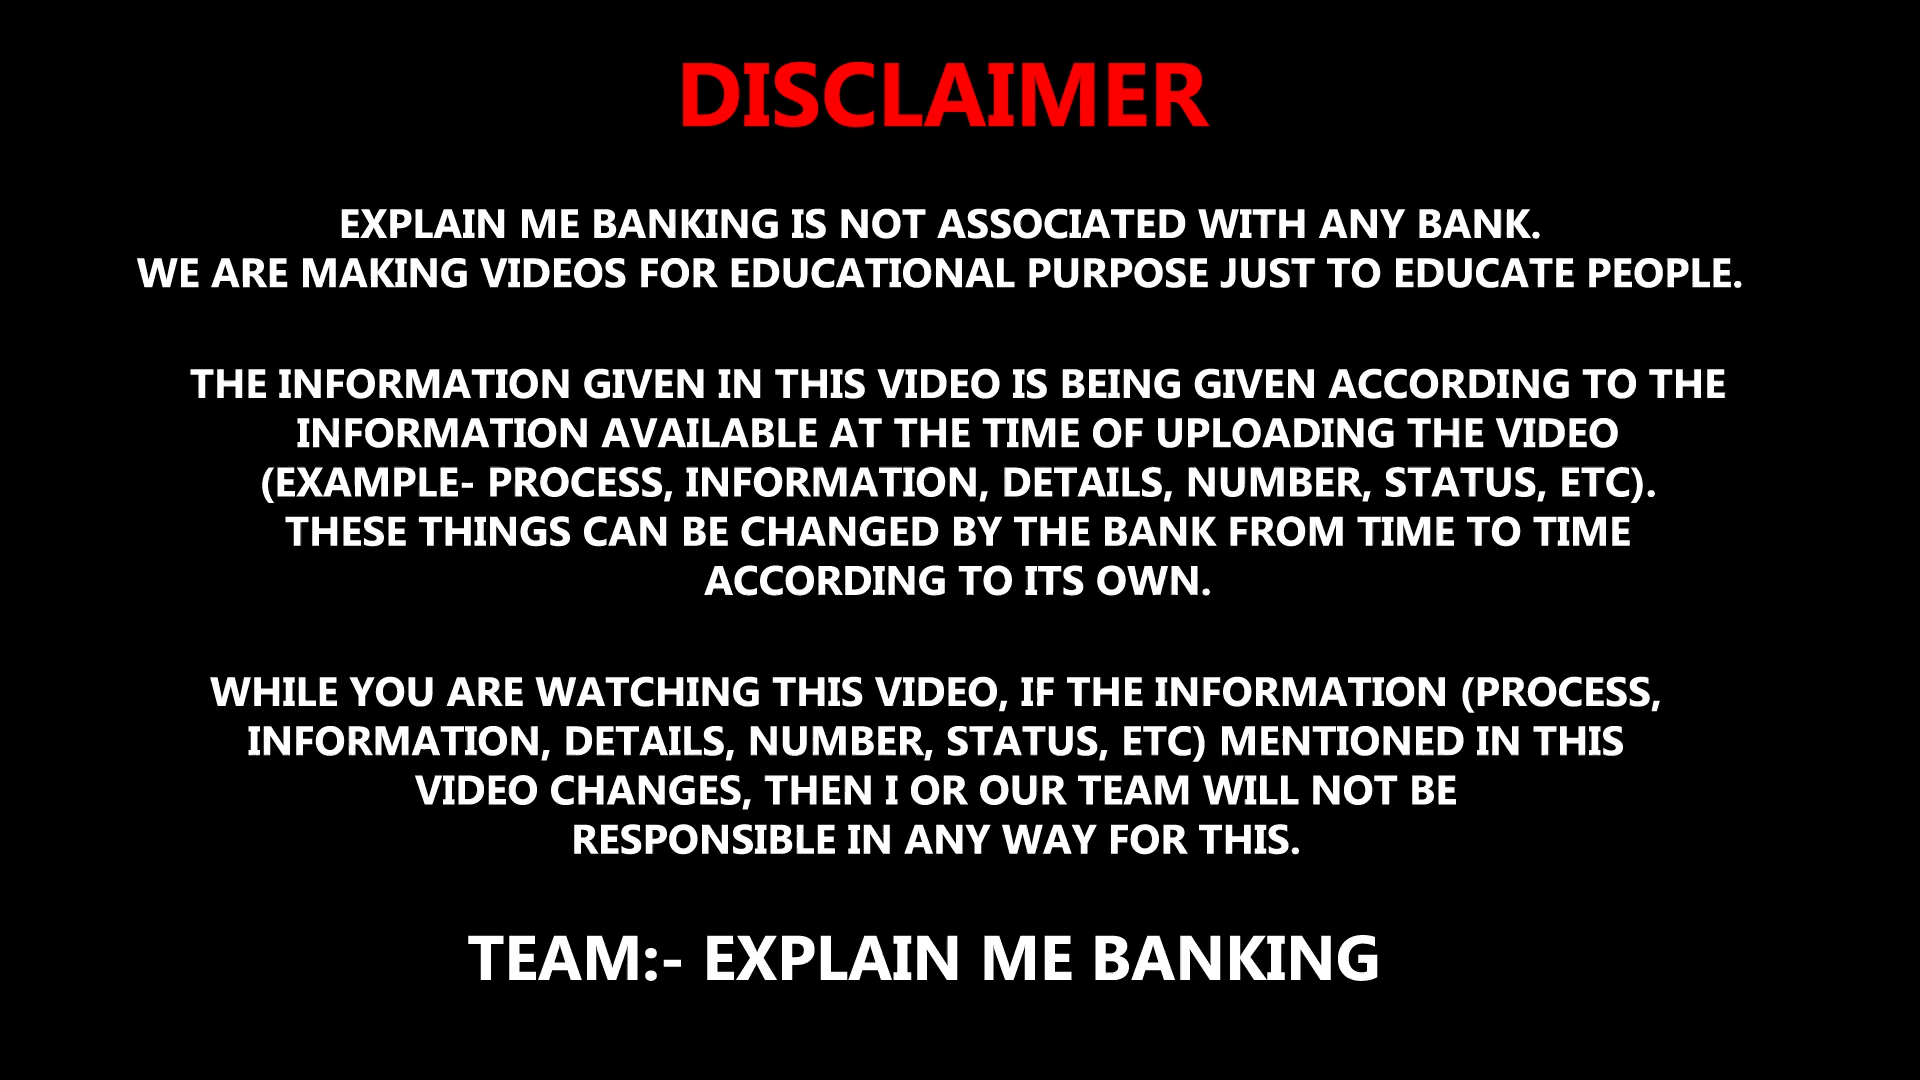 DISCLAIMER
EXPLAIN ME BANKING IS NOT ASSOCIATED WITH ANY BANK.
WE ARE MAKING VIDEOS FOR EDUCATIONAL PURPOSE JUST TO EDUCATE PEOPLE.
THE INFORMATION GIVEN IN THIS VIDEO IS BEING GIVEN ACCORDING TO THE
INFORMATION AVAILABLE AT THE TIME OF UPLOADING THE VIDEO
(EXAMPLE- PROCESS, INFORMATION, DETAILS, NUMBER, STATUS, ETC).
THESE THINGS CAN BE CHANGED BY THE BANK FROM TIME TO TIME
ACCORDING TO ITS OWN.
WHILE YOU ARE WATCHING THIS VIDEO, IF THE INFORMATION (PROCESS,
INFORMATION, DETAILS, NUMBER, STATUS, ETC) MENTIONED IN THIS
VIDEO CHANGES, THEN I OR OUR TEAM WILL NOT BE
RESPONSIBLE IN ANY WAY FOR THIS.
TEAM:- EXPLAIN ME BANKING